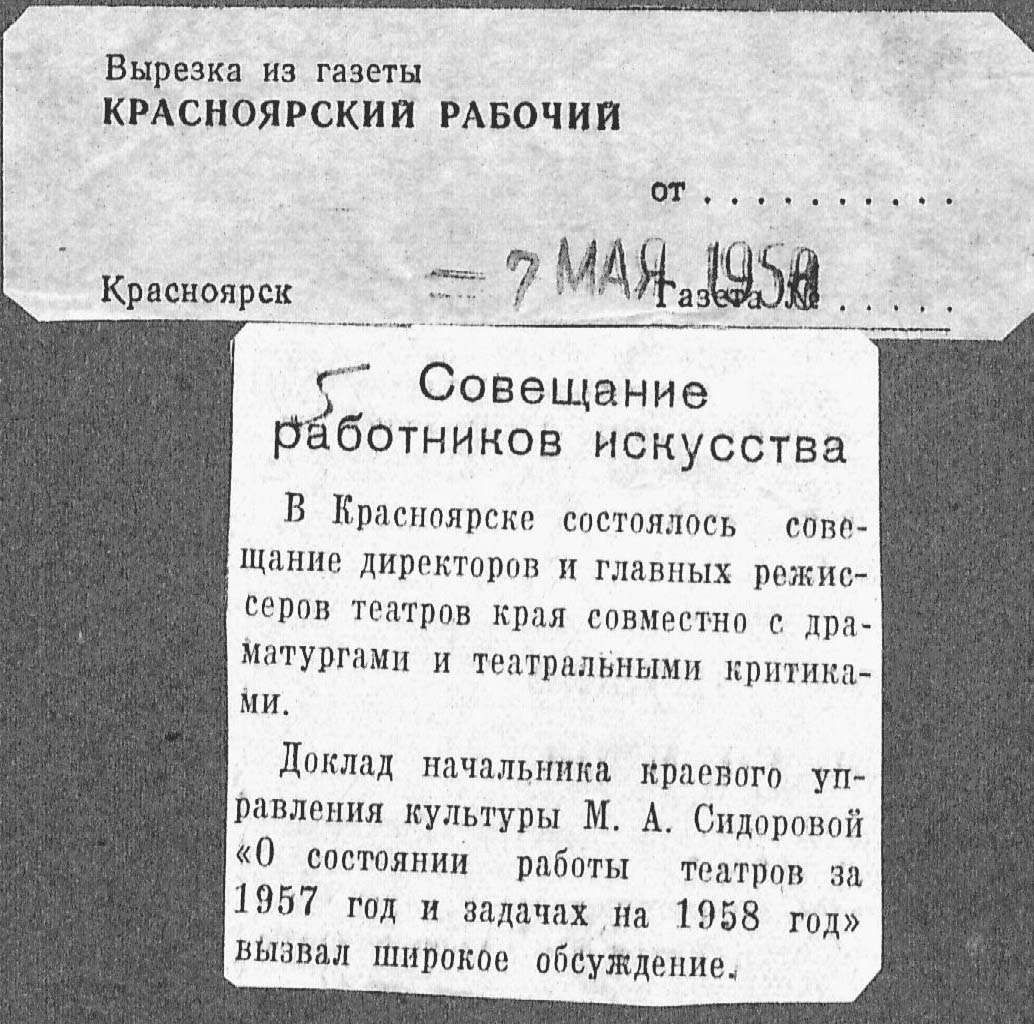 Вырезка из газеты
КРАСНОЯРСКИЙ РАБОЧИЙ
от . . . . . . . . . .
= 7 МАЯ 1958
Красноярск Газета № . . . . .
5
Совещание
работников искусства
В Красноярске состоялось сове-
щание директоров и главных режис-
серов театров края совместно с дра-
матургами и театральными критика-
ми.
Доклад начальника краевого уп-
равления культуры М. А. Сидоровой
«О состоянии работы театров за
1957 год и задачах на 1958 год»
вызвал широкое обсуждение.